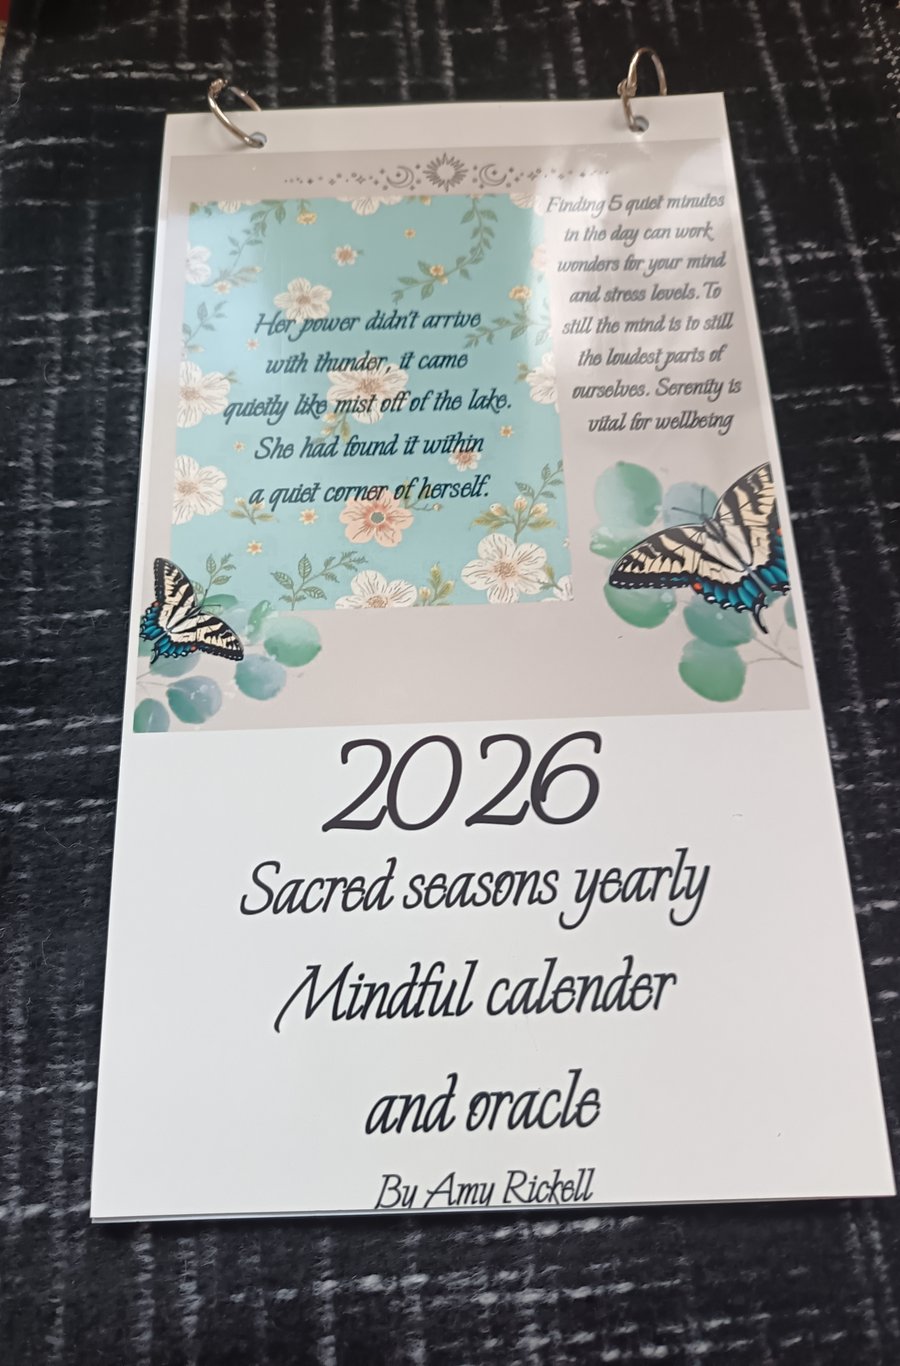 Her power didn't arrive
with thunder, it came
quietly like mist off of the lake.
She had found it within
a quiet corner of herself.
Finding 5 quiet minutes
in the day can work
wonders for your mind
and stress levels. To
still the mind is to still
the loudest parts of
ourselves. Serenity is
vital for wellbeing
2026
Sacred seasons yearly
Mindful calender
and oracle
By Amy Rickell